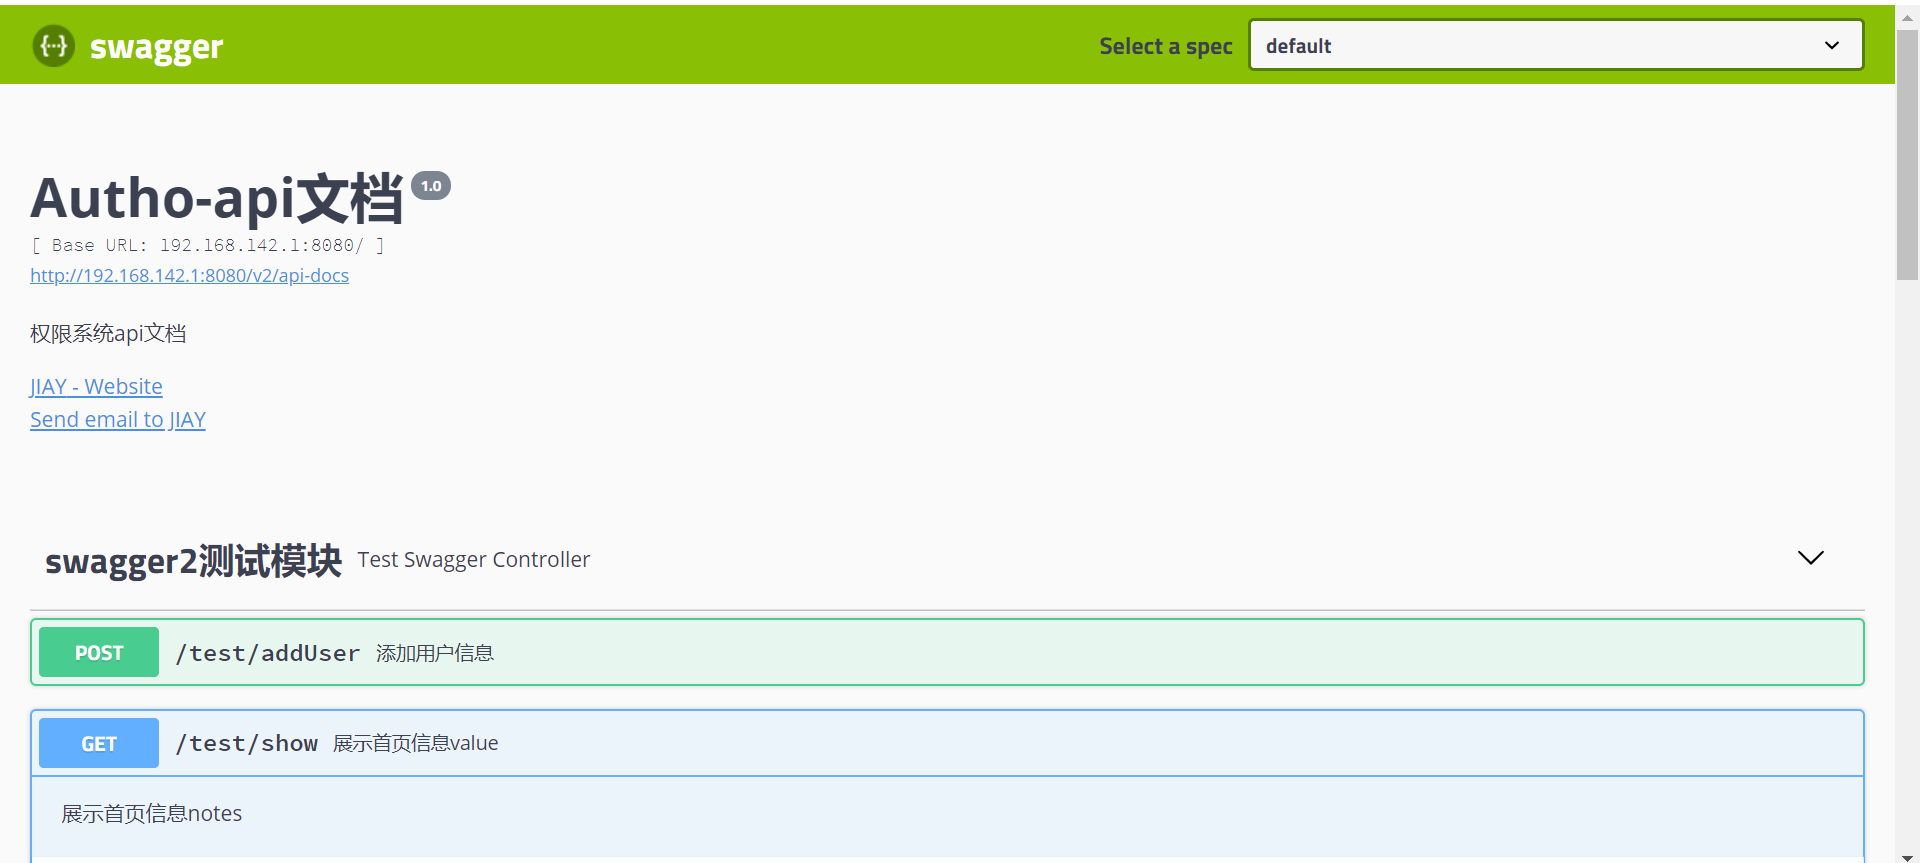 {···} swagger
Select a spec
default
Autho-api文档 1.0
[ Base URL: 192.168.142.1:8080/ ]
http://192.168.142.1:8080/v2/api-docs
权限系统api文档
JIAY - Website
Send email to JIAY
swagger2测试模块 Test Swagger Controller
POST /test/addUser 添加用户信息
GET /test/show 展示首页信息value
展示首页信息notes